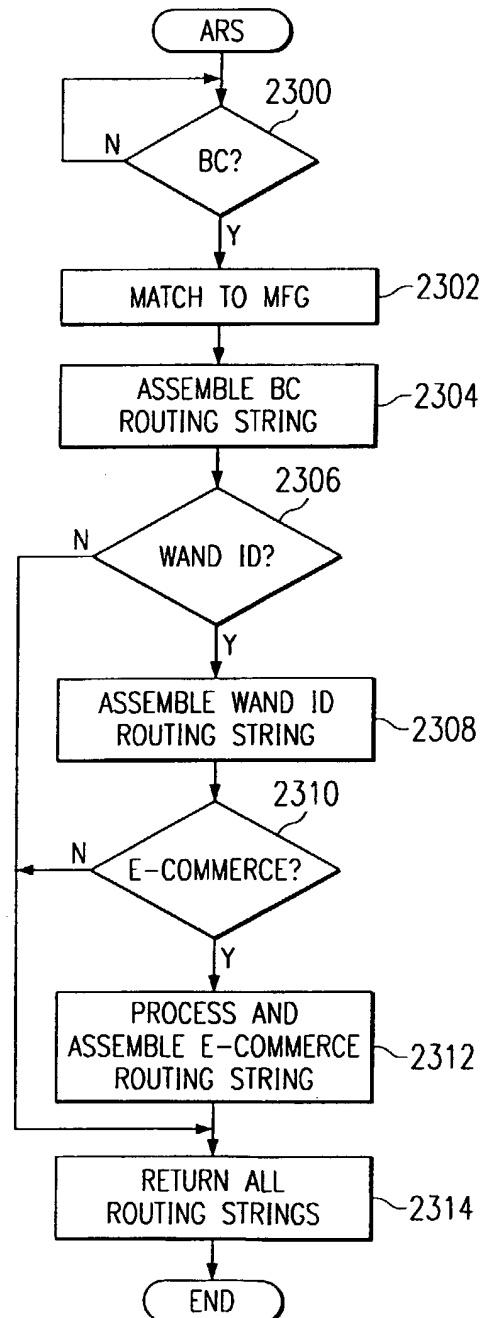 ARS
2300
N
BC?
Y
MATCH TO MFG
2302
ASSEMBLE BC
ROUTING STRING
2304
2306
N
WAND ID?
Y
ASSEMBLE WAND ID
ROUTING STRING
2308
2310
N
E-COMMERCE?
Y
PROCESS AND
ASSEMBLE E-COMMERCE
ROUTING STRING
2312
RETURN ALL
ROUTING STRINGS
2314
END